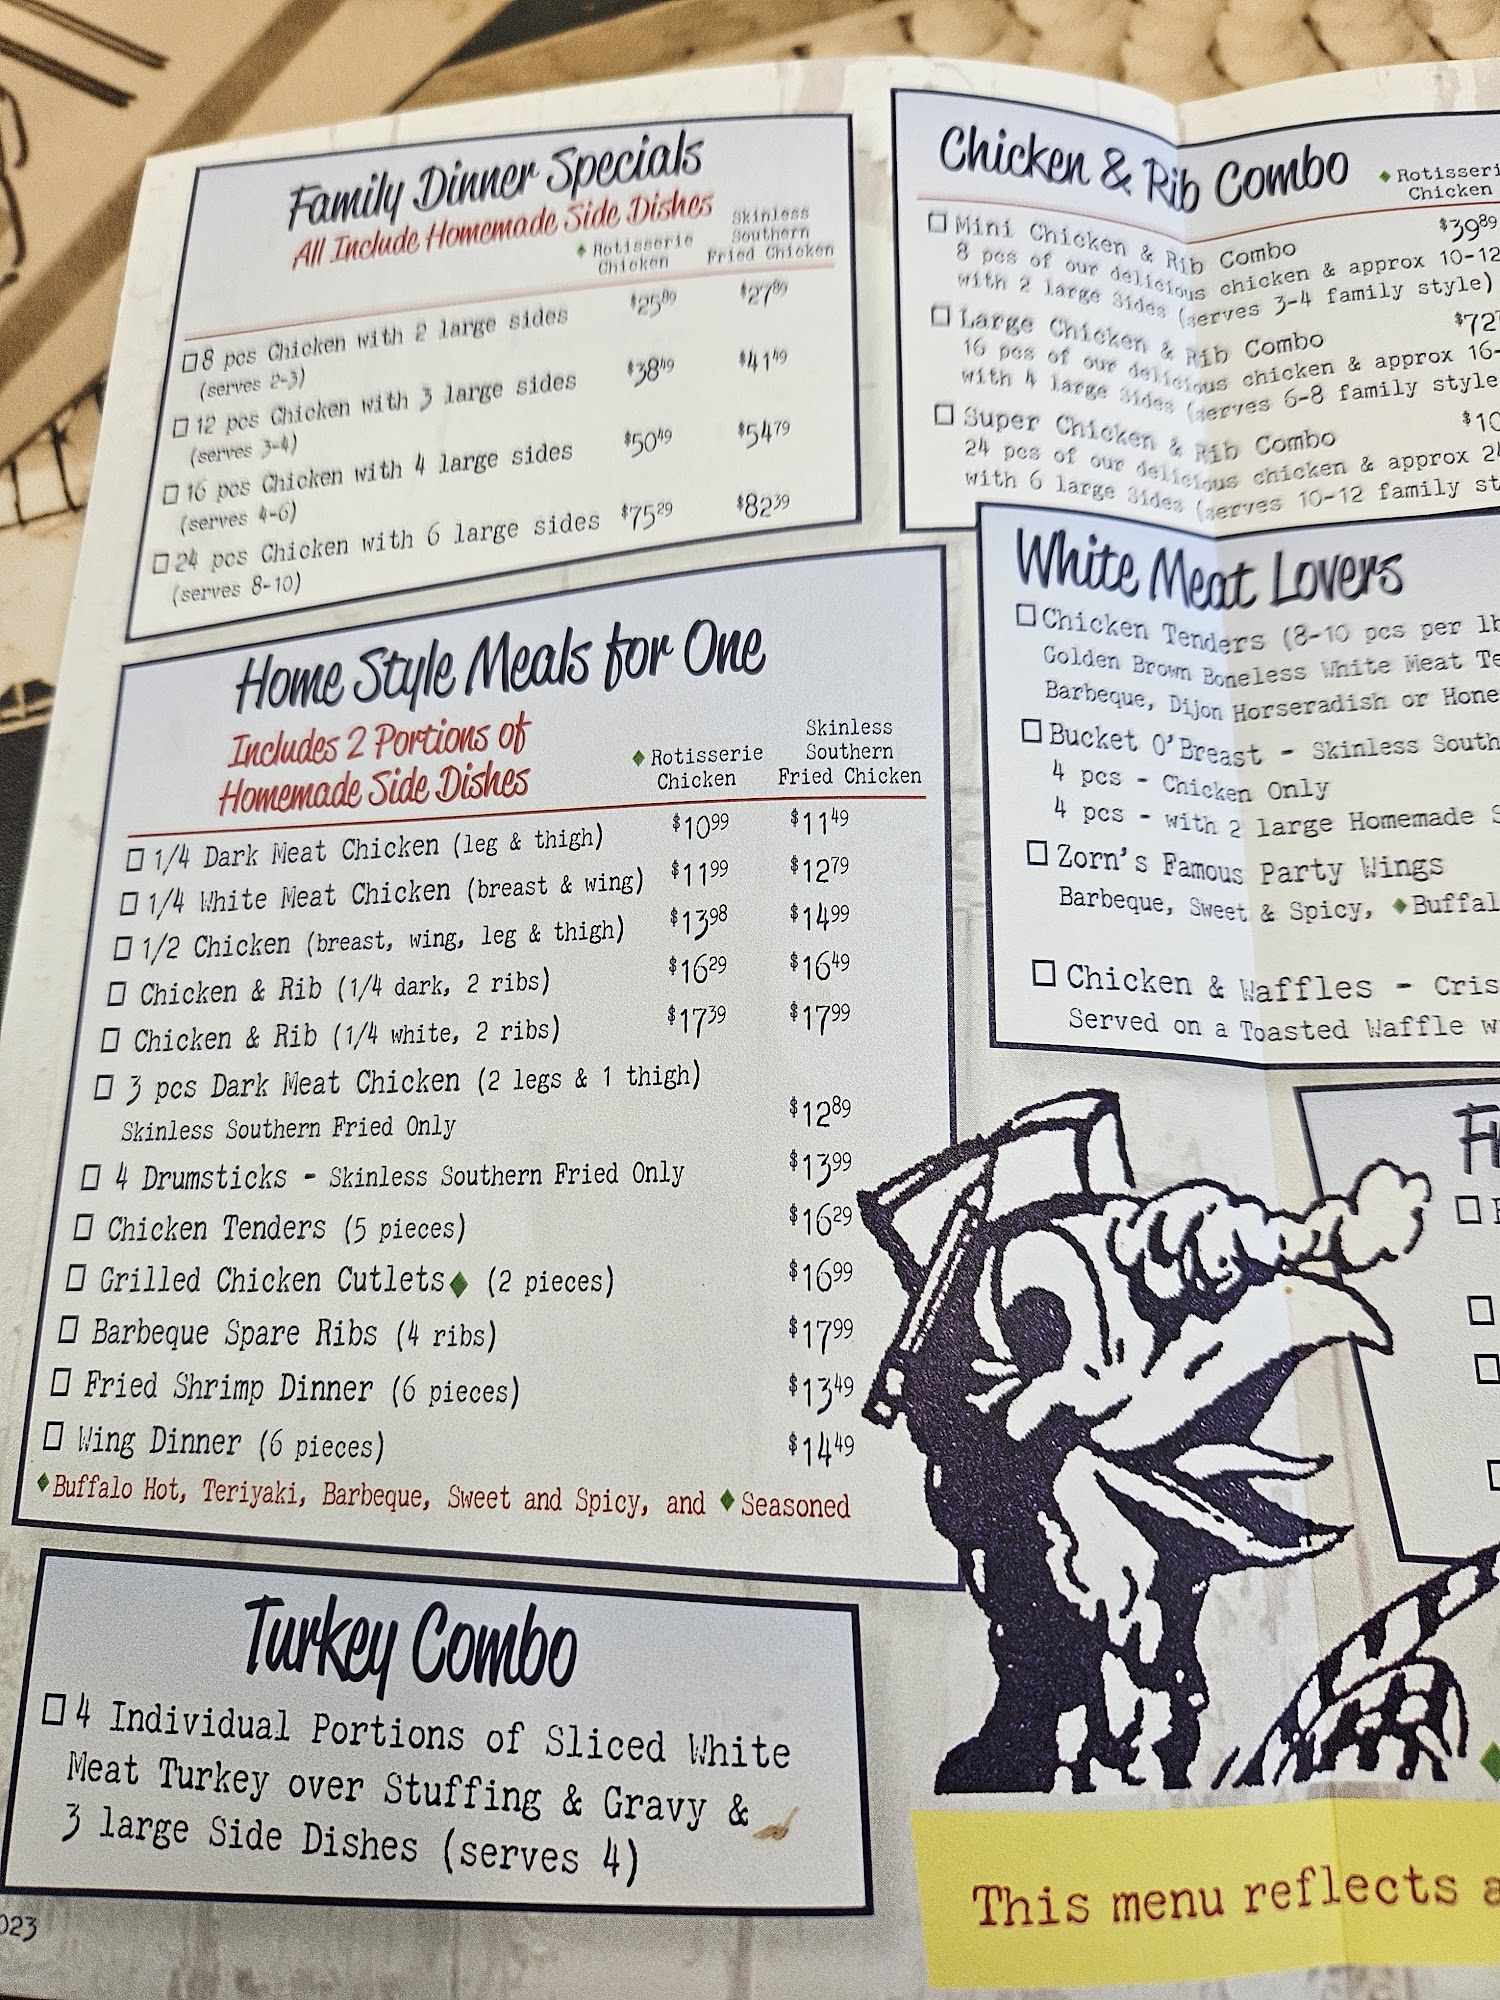 Family Dinner Specials
All Include Homemade Side Dishes
Rotisserie Chicken
Skinless Southern Fried Chicken
8 pcs Chicken with 2 large sides $25.89 $27.89
(serves 2-3)
12 pcs Chicken with 3 large sides $38.49 $41.49
(serves 3-4)
16 pcs Chicken with 4 large sides $50.49 $54.79
(serves 4-6)
24 pcs Chicken with 6 large sides $75.29 $82.39
(serves 8-10)
Home Style Meals for One
Includes 2 Portions of
Homemade Side Dishes
Rotisserie Chicken
Skinless Southern Fried Chicken
1/4 Dark Meat Chicken (leg & thigh) $10.99 $11.49
1/4 White Meat Chicken (breast & wing) $11.99 $12.79
1/2 Chicken (breast, wing, leg & thigh) $13.98 $14.99
Chicken & Rib (1/4 dark, 2 ribs) $16.29 $16.49
Chicken & Rib (1/4 white, 2 ribs) $17.39 $17.99
3 pcs Dark Meat Chicken (2 legs & 1 thigh)
Skinless Southern Fried Only $12.89
4 Drumsticks - Skinless Southern Fried Only $13.99
Chicken Tenders (5 pieces) $16.29
Grilled Chicken Cutlets (2 pieces) $16.99
Barbeque Spare Ribs (4 ribs) $17.99
Fried Shrimp Dinner (6 pieces) $13.49
Wing Dinner (6 pieces) $14.49
Buffalo Hot, Teriyaki, Barbeque, Sweet and Spicy, and Seasoned
Turkey Combo
4 Individual Portions of Sliced White
Meat Turkey over Stuffing & Gravy &
3 large Side Dishes (serves 4)
023
Chicken & Rib Combo
Chicken
Mini Chicken & Rib Combo $39.89
8 pcs of our delicious chicken & approx 10-12
with 2 large Sides (serves 3-4 family style)
Large Chicken & Rib Combo $72
16 pcs of our delicious chicken & approx 16-
with 4 large Sides (serves 6-8 family style
Super Chicken & Rib Combo $10
24 pcs of our delicious chicken & approx 24
with 6 large Sides (serves 10-12 family st
White Meat Lovers
Chicken Tenders (8-10 pcs per lb
Golden Brown Boneless White Meat Te
Barbeque, Dijon Horseradish or Hone
Bucket O'Breast - Skinless South
4 pcs - Chicken Only
4 pcs - with 2 large Homemade S
Zorn's Famous Party Wings
Barbeque, Sweet & Spicy, Buffal
Chicken & Waffles - Cris
Served on a Toasted Waffle w
This menu reflects a